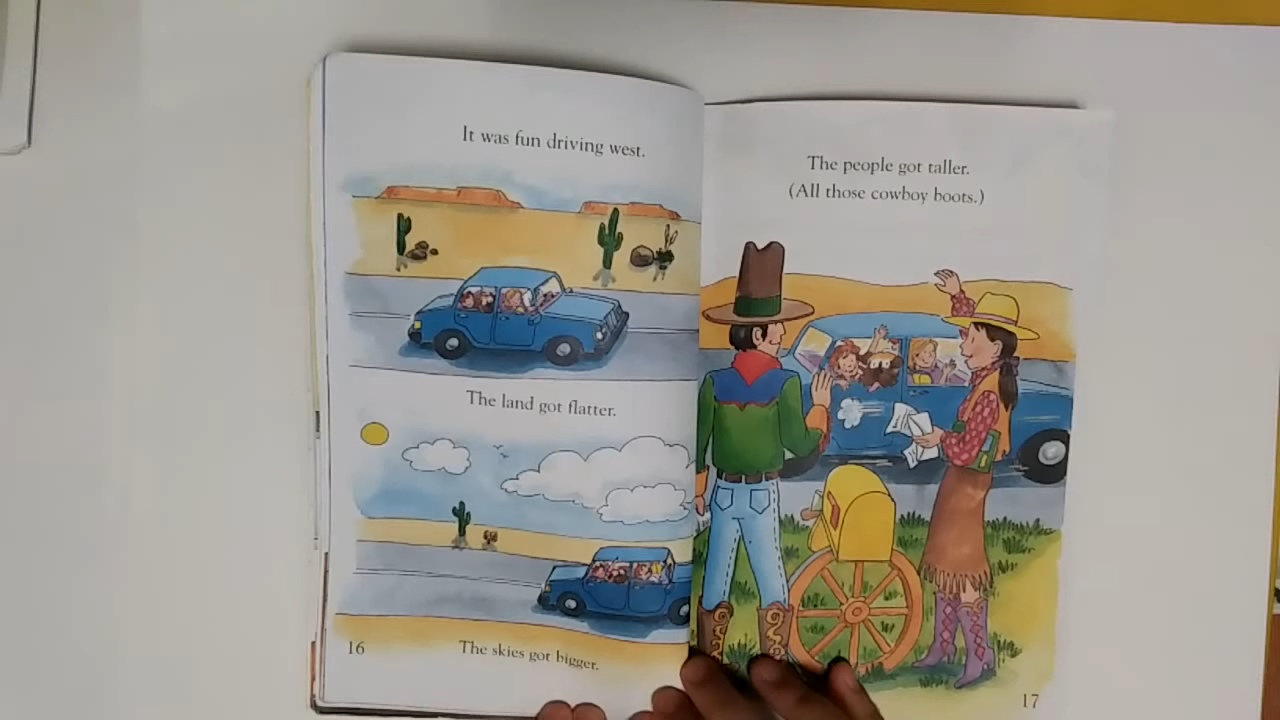 It was fun driving west.
The land got flatter.
The skies got bigger.
16
The people got taller.
(All those cowboy boots.)
17